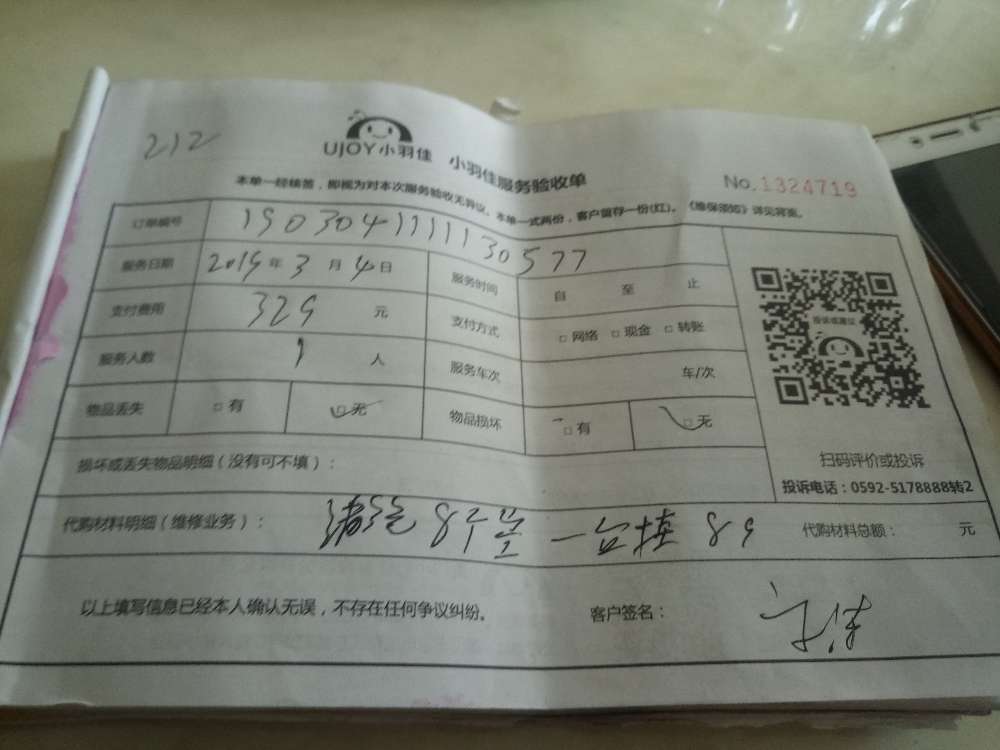 212
UJOY小羽佳 小羽佳服务验收单
No.1324719
本单一经签签，即视为对本次服务验收无异议。本单一式两份，客户留存一份(红)。《维保须知》详见背面。
订单编号 190304111130577
服务日期 2019年3月4日 服务时间 自 至 止
支付费用 329 元 支付方式 □网络 □现金 □转账
服务人数 1 人 服务车次 车/次
物品丢失 □有 □无 物品损坏 □有 □无
投诉或建议
扫码评价或投诉
投诉电话：0592-5178888转2
损坏或丢失物品明细（没有可不填）：
代购材料明细（维修业务）： 清洗 8个 一台挂 89 代购材料总额： 元
以上填写信息已经本人确认无误，不存在任何争议纠纷。 客户签名：